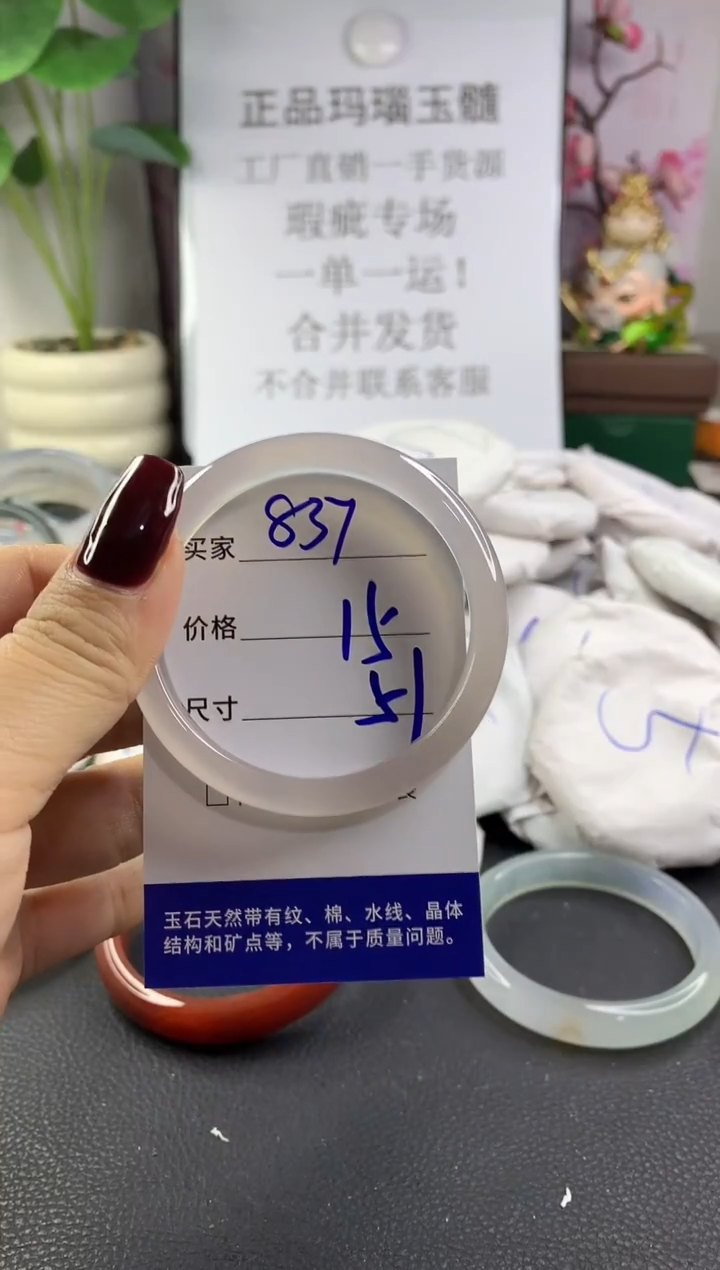 正品玛瑙玉髓
工厂直销一手货源
瑕疵专场
一单一运!
合并发货
不合并联系客服
买家 837
价格 15
尺寸 51
玉石天然带有纹、棉、水线、晶体
结构和矿点等，不属于质量问题。